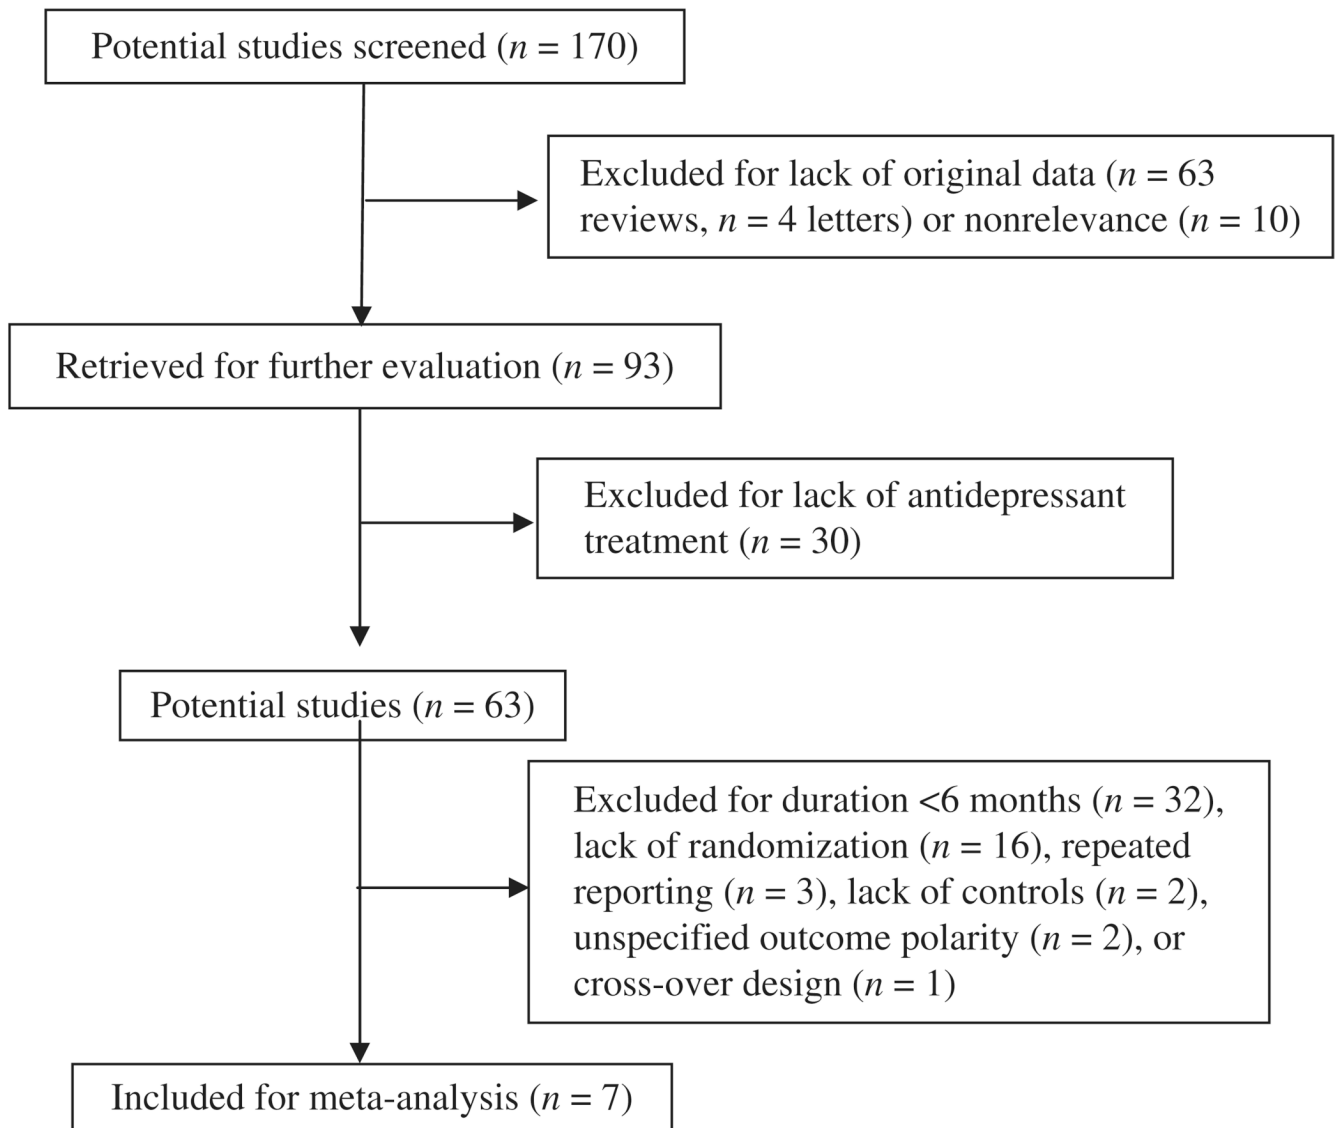 Potential studies screened (n = 170)
Excluded for lack of original data (n = 63
reviews, n = 4 letters) or nonrelevance (n = 10)
Retrieved for further evaluation (n = 93)
Excluded for lack of antidepressant
treatment (n = 30)
Potential studies (n = 63)
Excluded for duration <6 months (n = 32),
lack of randomization (n = 16), repeated
reporting (n = 3), lack of controls (n = 2),
unspecified outcome polarity (n = 2), or
cross-over design (n = 1)
Included for meta-analysis (n = 7)